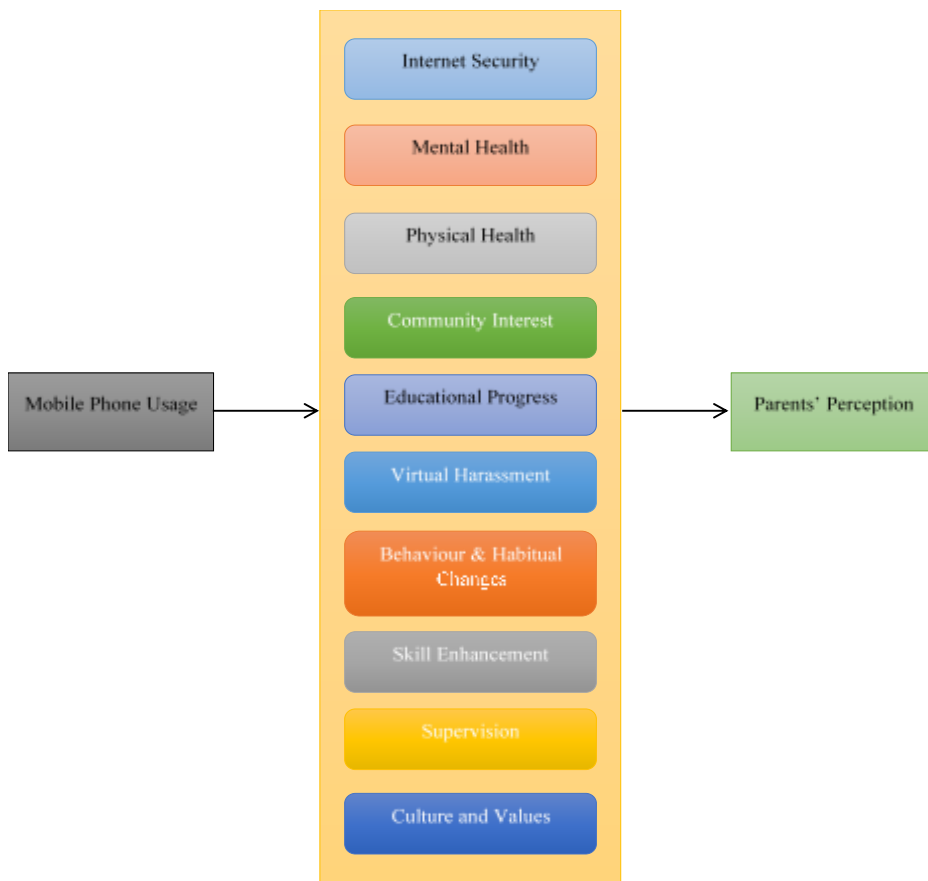 Internet Security
Mental Health
Physical Health
Community Interest
Mobile Phone Usage
Educational Progress
Parents’ Perception
Virtual Harassment
Behaviour & Habitual
Changes
Skill Enhancement
Supervision
Culture and Values